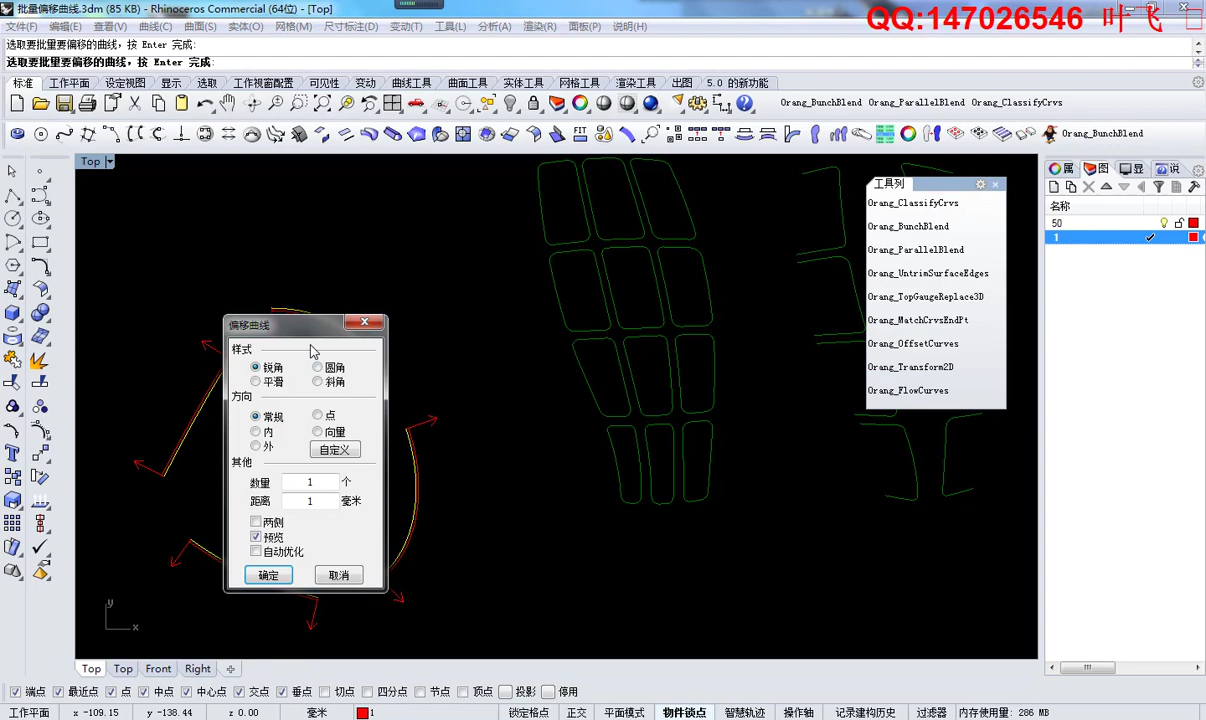 批量偏移曲线.3dm (85 KB) - Rhinoceros Commercial (64位) - [Top]
QQ:147026546 叶飞
文件(F) 编辑(E) 查看(V) 曲线(C) 曲面(S) 实体(O) 网格(M) 尺寸标注(D) 变动(T) 工具(L) 分析(A) 渲染(R) 面板(P) 说明(H)
选取要批量要偏移的曲线，按 Enter 完成:
选取要批量要偏移的曲线，按 Enter 完成:
标准 工作平面 设定视图 显示 选取 工作视窗配置 可见性 变动 曲线工具 曲面工具 实体工具 网格工具 渲染工具 出图 5.0 的新功能
Orang_BunchBlend Orang_ParallelBlend Orang_ClassifyCrvs
FIT
Orang_BunchBlend
Top
属 图 显 说
工具列
Orang_ClassifyCrvs
Orang_BunchBlend
Orang_ParallelBlend
Orang_UntrimSurfaceEdges
Orang_TopGaugeReplace3D
Orang_MatchCrvsEndPt
Orang_OffsetCurves
Orang_Transform2D
Orang_FlowCurves
名称
50
1
偏移曲线
样式
锐角 圆角
平滑 斜角
方向
常规 点
内 向量
外 自定义
其他
数量 1 个
距离 1 毫米
两侧
预览
自动优化
确定 取消
y
x
Top Top Front Right
端点 最近点 点 中点 中心点 交点 垂点 切点 四分点 节点 顶点 投影 停用
工作平面 x -109.15 y -138.44 z 0.00 毫米 1 锁定格点 正交 平面模式 物件锁点 智慧轨迹 操作轴 记录建构历史 过滤器 内存使用量: 286 MB